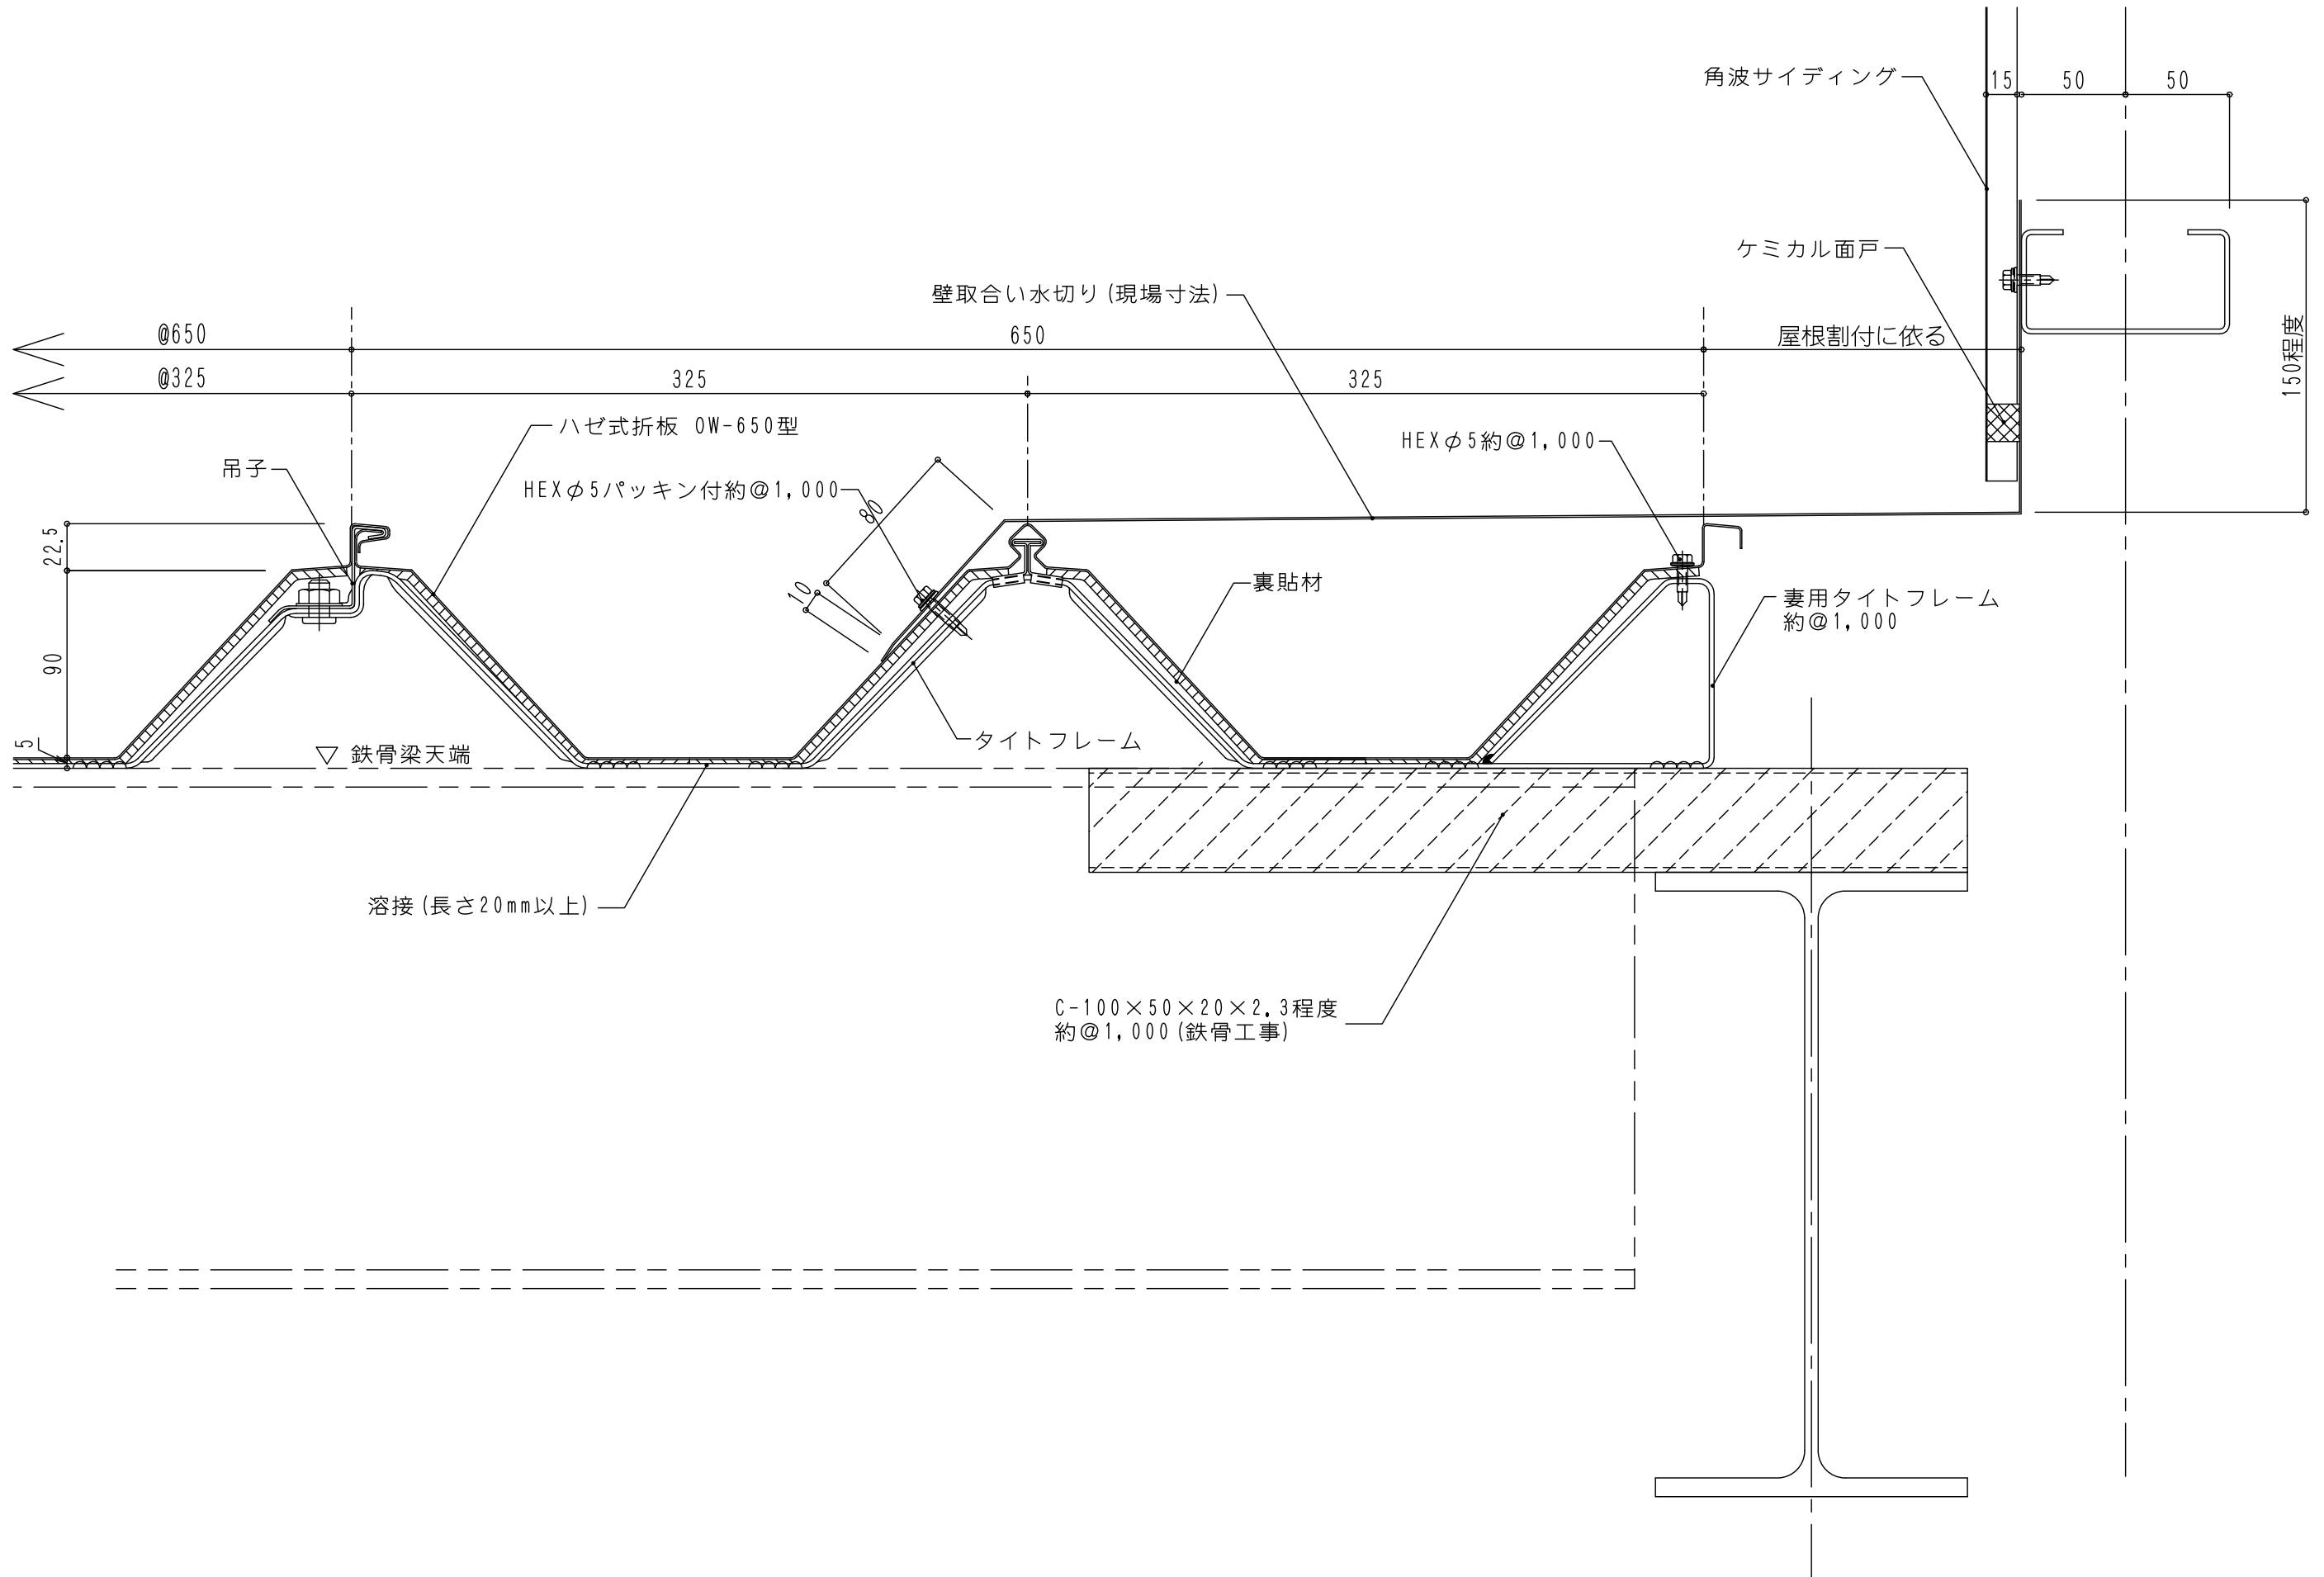 角波サイディング
15 50 50
ケミカル面戸
壁取合い水切り(現場寸法)
@650 650 屋根割付に依る
150程度
@325 325 325
ハゼ式折板 OW-650型
HEXφ5約@1,000
吊子
HEXφ5パッキン付約@1,000
80
22.5
10
裏貼材
妻用タイトフレーム
約@1,000
90
タイトフレーム
5
▽ 鉄骨梁天端
溶接(長さ20mm以上)
C-100×50×20×2.3程度
約@1,000(鉄骨工事)